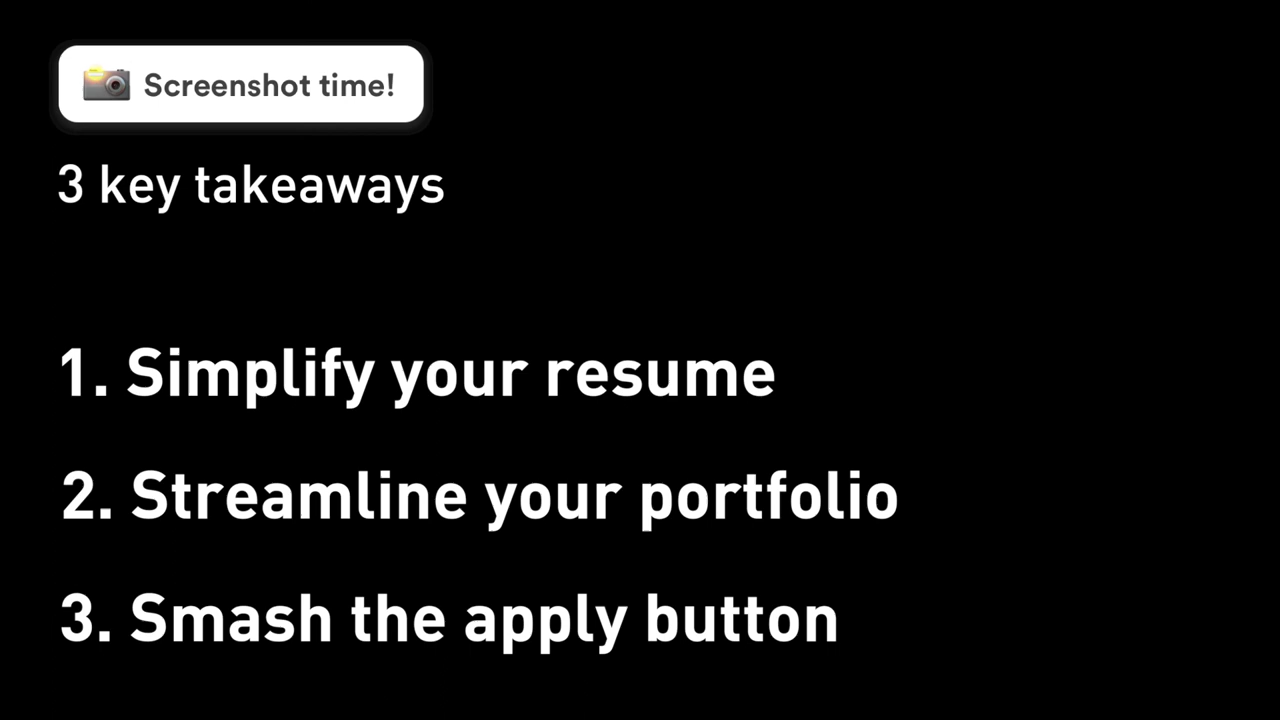 Screenshot time!
3 key takeaways
1. Simplify your resume
2. Streamline your portfolio
3. Smash the apply button